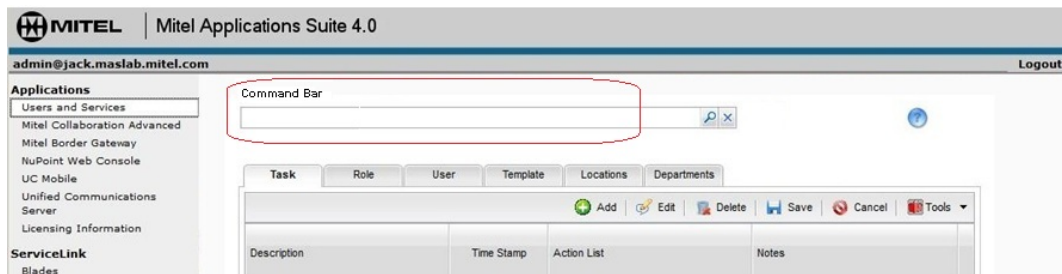 MITEL | Mitel Applications Suite 4.0
admin@jack.maslab.mitel.com Logout
Applications
Users and Services
Mitel Collaboration Advanced
Mitel Border Gateway
NuPoint Web Console
UC Mobile
Unified Communications
Server
Licensing Information
ServiceLink
Blades
Command Bar
?
Task Role User Template Locations Departments
Add Edit Delete Save Cancel Tools
Description Time Stamp Action List Notes